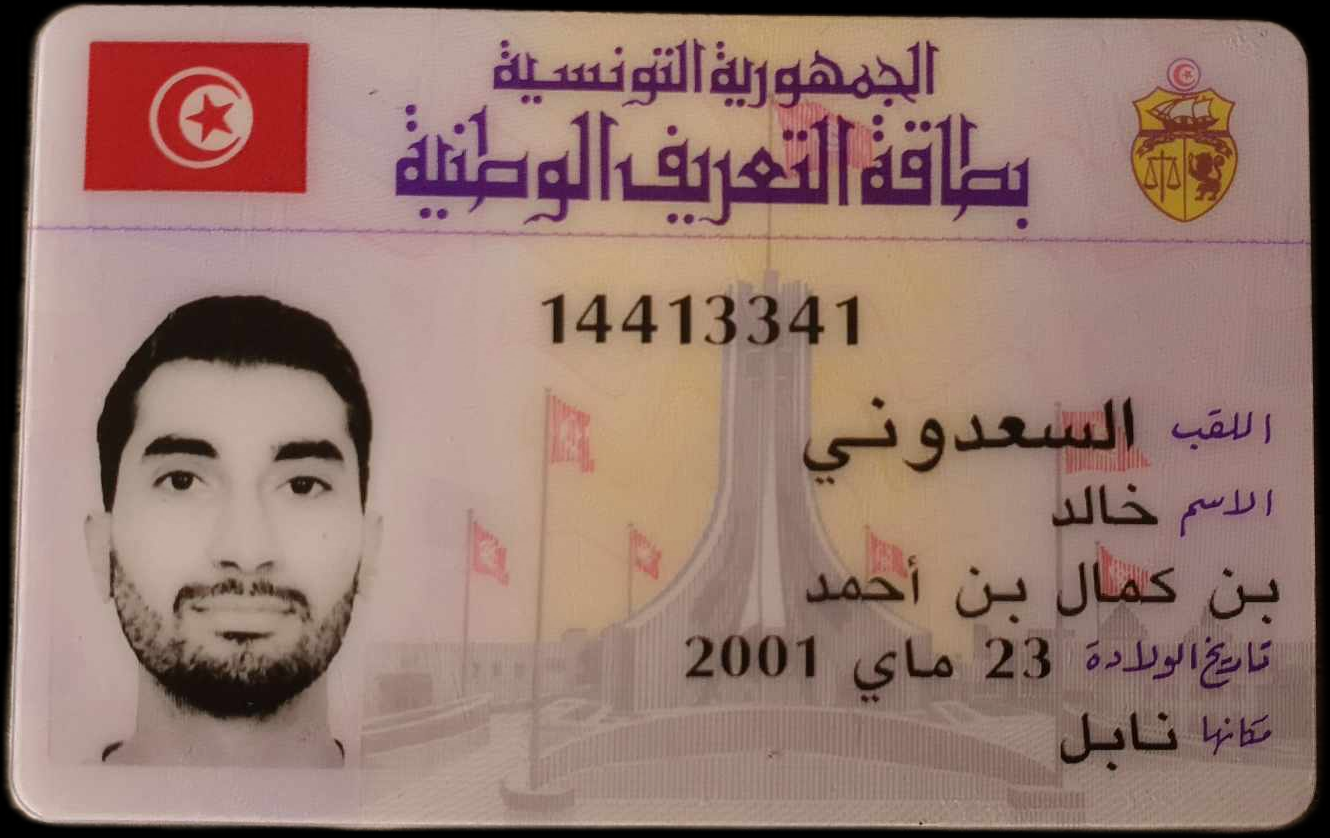 الجمهورية التونسية
بطاقة التعريف الوطنية
14413341
اللقب السعدوني
الاسم خالد
بن كمال بن أحمد
تاريخ الولادة 23 ماي 2001
مكانها نابل